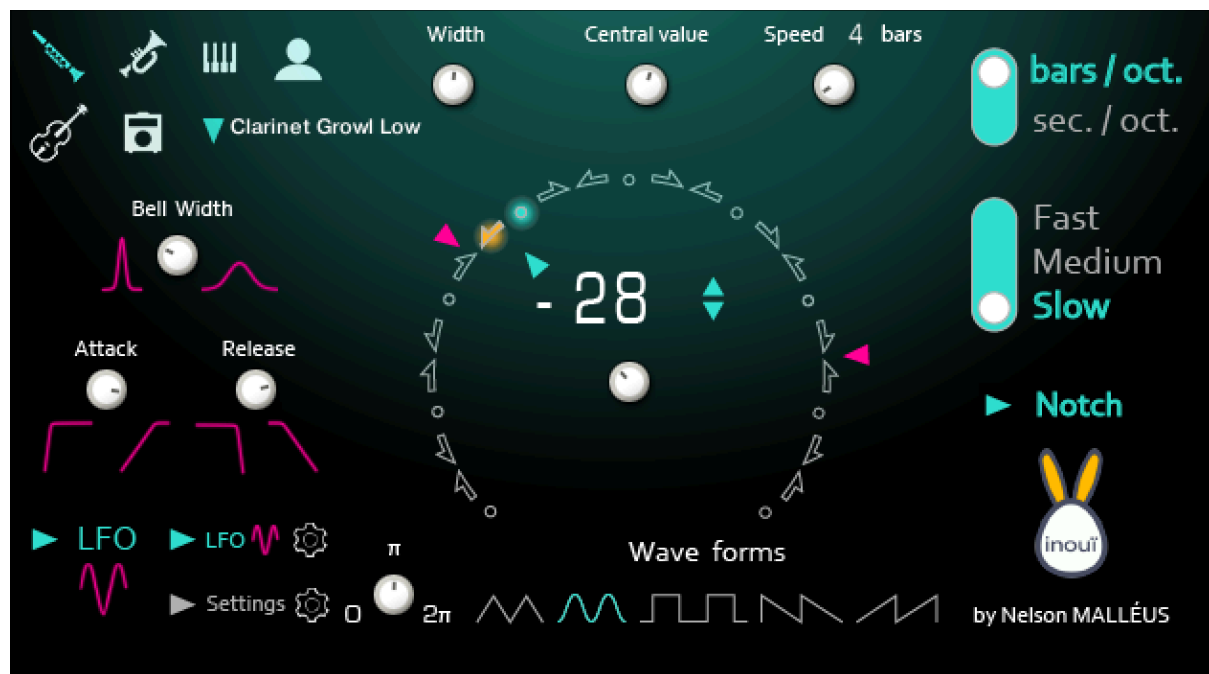 Width
Central value
Speed 4 bars
bars / oct.
sec. / oct.
Clarinet Growl Low
Bell Width
Fast
Medium
Slow
- 28
Attack
Release
Notch
LFO
LFO
π
Wave forms
inouï
Settings
0
2π
by Nelson MALLÉUS